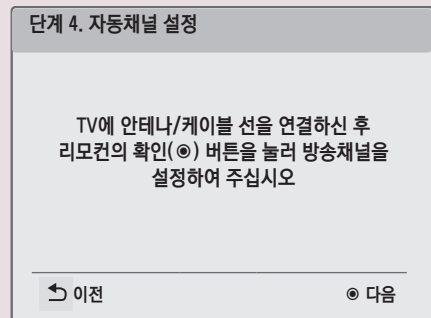 단계 4. 자동채널 설정
TV에 안테나/케이블 선을 연결하신 후
리모컨의 확인(◉) 버튼을 눌러 방송채널을
설정하여 주십시오
이전
◉ 다음